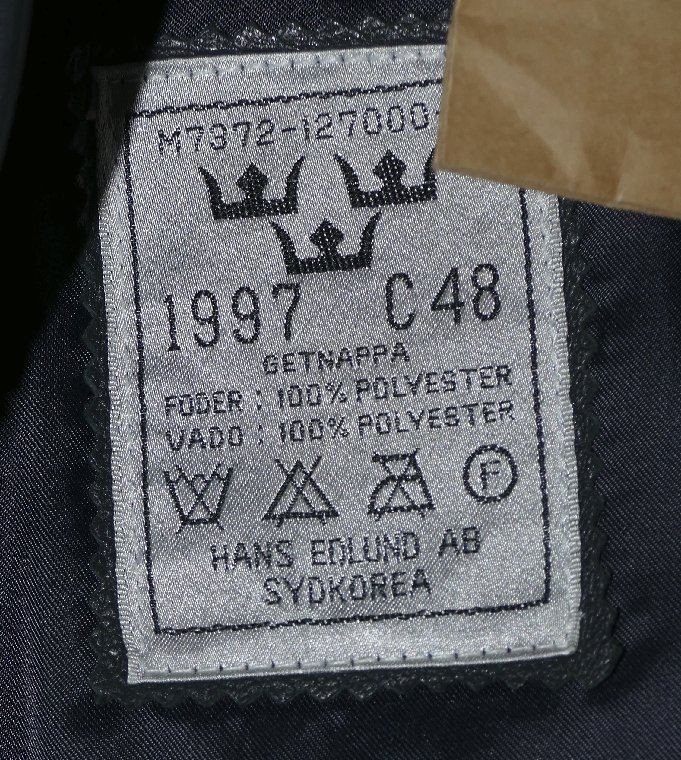 M7372-127000-
1997 C48
GETNAPPA
FODER : 100% POLYESTER
VADD : 100% POLYESTER
F
HANS EDLUND AB
SYDKOREA